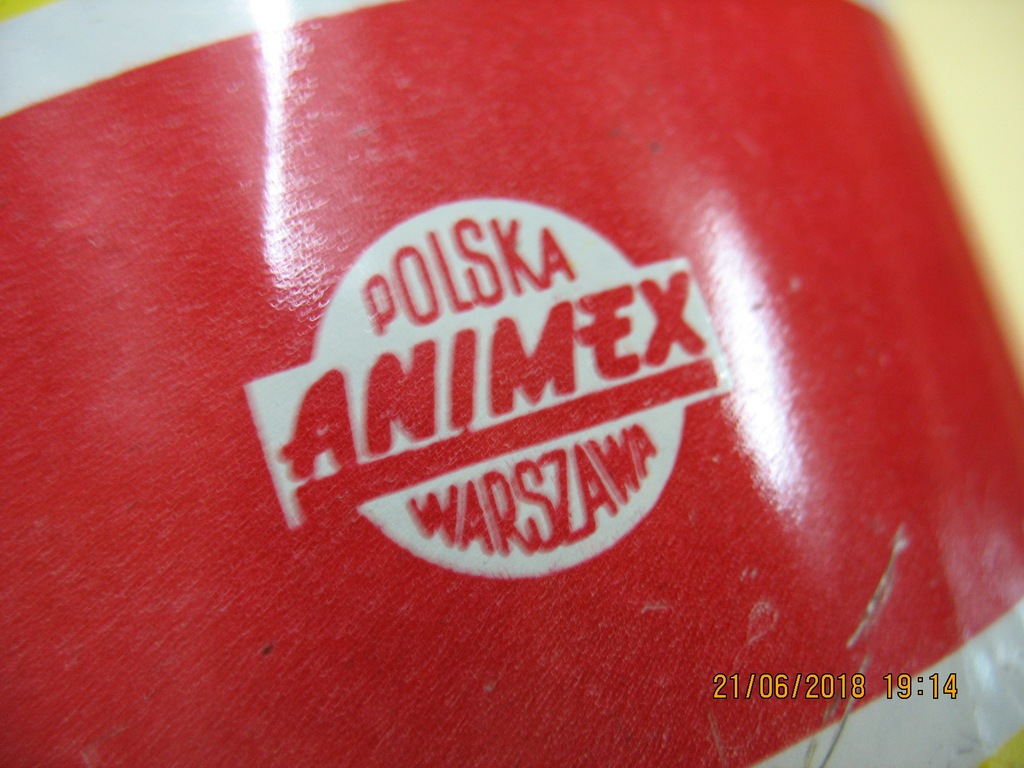 POLSKA
ANIMEX
WARSZAWA
21/06/2018 19:14